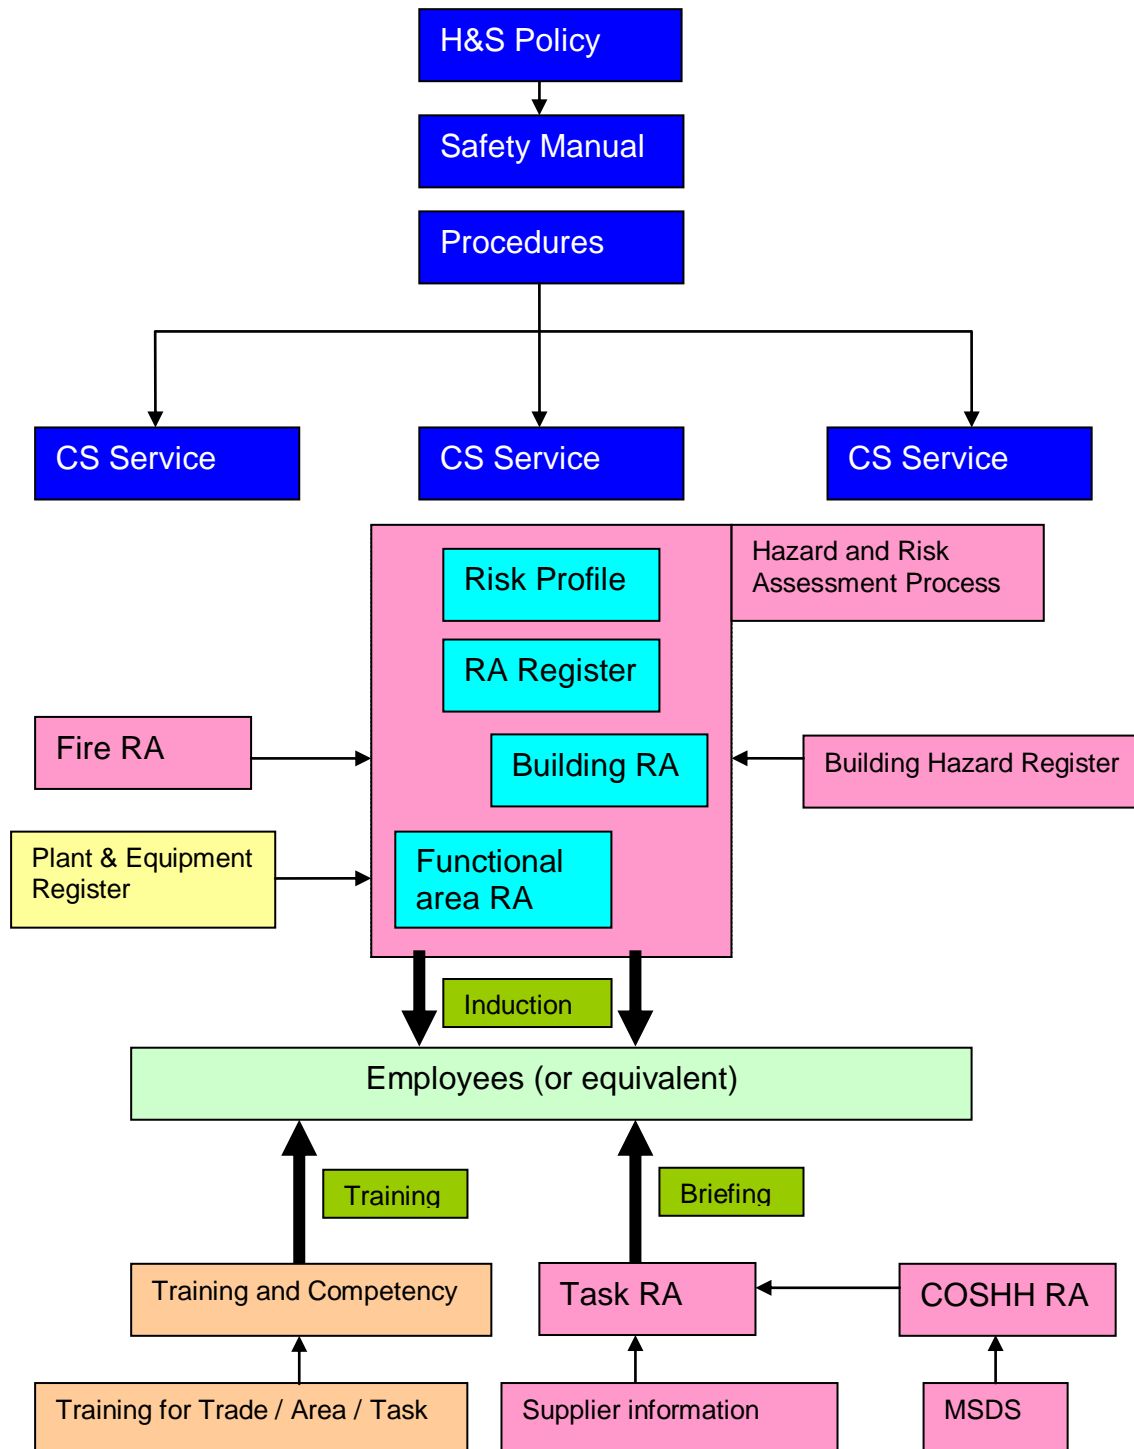 H&S Policy
Safety Manual
Procedures
CS Service
CS Service
CS Service
Hazard and Risk
Assessment Process
Risk Profile
RA Register
Fire RA
Building RA
Building Hazard Register
Plant & Equipment
Register
Functional
area RA
Induction
Employees (or equivalent)
Training
Briefing
Training and Competency
Task RA
COSHH RA
Training for Trade / Area / Task
Supplier information
MSDS